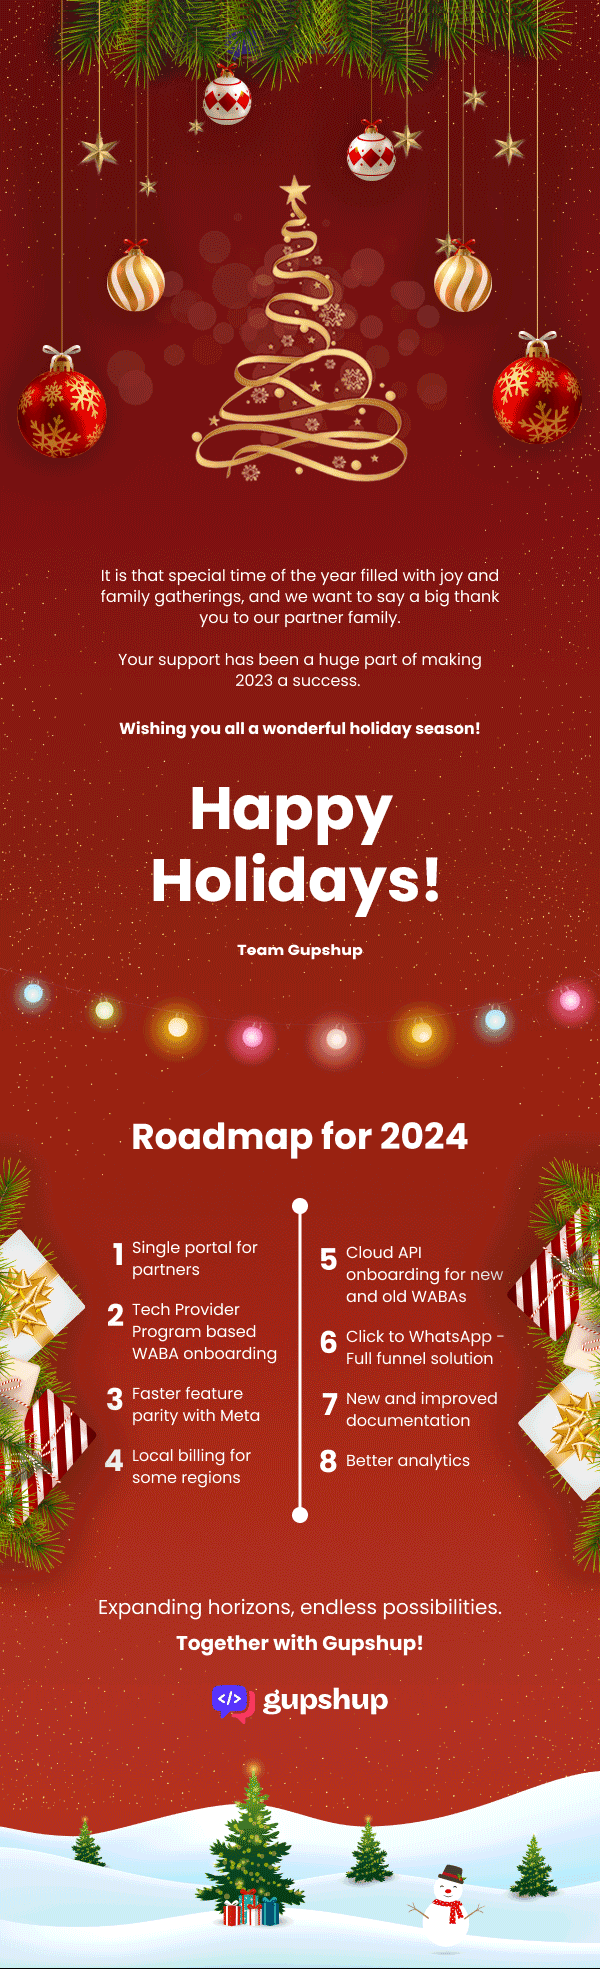 It is that special time of the year filled with joy and
family gatherings, and we want to say a big thank
you to our partner family.
Your support has been a huge part of making
2023 a success.
Wishing you all a wonderful holiday season!
Happy
Holidays!
Team Gupshup
Roadmap for 2024
1 Single portal for
partners
2 Tech Provider
Program based
WABA onboarding
3 Faster feature
parity with Meta
4 Local billing for
some regions
5 Cloud API
onboarding for new
and old WABAs
6 Click to WhatsApp -
Full funnel solution
7 New and improved
documentation
8 Better analytics
Expanding horizons, endless possibilities.
Together with Gupshup!
</> gupshup